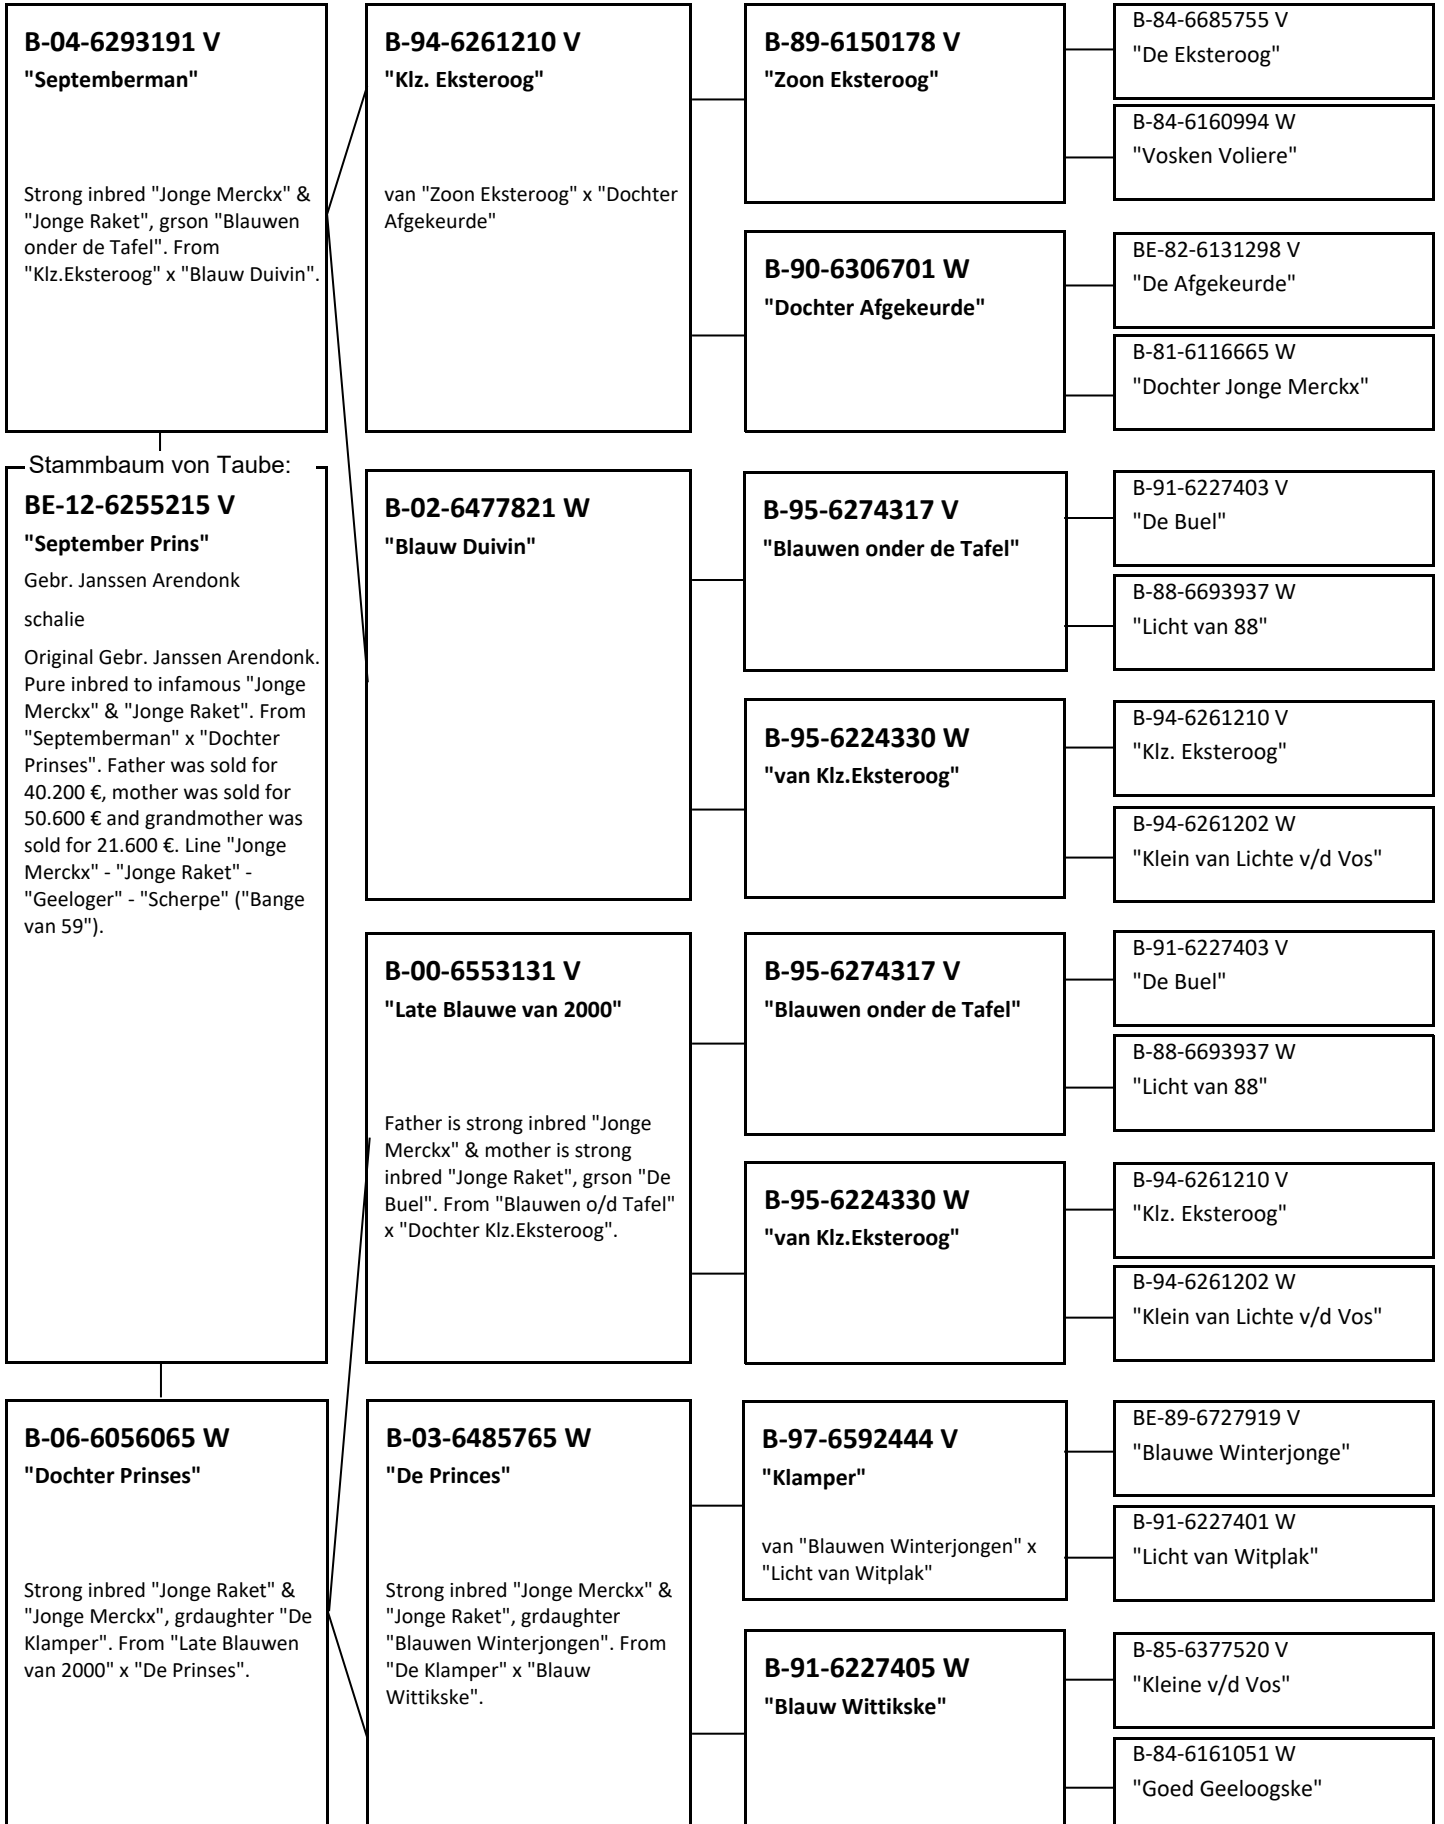 B-04-6293191 V
"Septemberman"
Strong inbred "Jonge Merckx" &
"Jonge Raket", grson "Blauwen
onder de Tafel". From
"Klz.Eksteroog" x "Blauw Duivin".
Stammbaum von Taube:
BE-12-6255215 V
"September Prins"
Gebr. Janssen Arendonk
schalie
Original Gebr. Janssen Arendonk.
Pure inbred to infamous "Jonge
Merckx" & "Jonge Raket". From
"Septemberman" x "Dochter
Prinses". Father was sold for
40.200 €, mother was sold for
50.600 € and grandmother was
sold for 21.600 €. Line "Jonge
Merckx" - "Jonge Raket" -
"Geeloger" - "Scherpe" ("Bange
van 59").
B-06-6056065 W
"Dochter Prinses"
Strong inbred "Jonge Raket" &
"Jonge Merckx", grdaughter "De
Klamper". From "Late Blauwen
van 2000" x "De Prinses".
B-94-6261210 V
"Klz. Eksteroog"
van "Zoon Eksteroog" x "Dochter
Afgekeurde"
B-02-6477821 W
"Blauw Duivin"
B-00-6553131 V
"Late Blauwe van 2000"
Father is strong inbred "Jonge
Merckx" & mother is strong
inbred "Jonge Raket", grson "De
Buel". From "Blauwen o/d Tafel"
x "Dochter Klz.Eksteroog".
B-03-6485765 W
"De Princes"
Strong inbred "Jonge Merckx" &
"Jonge Raket", grdaughter
"Blauwen Winterjongen". From
"De Klamper" x "Blauw
Wittikske".
B-89-6150178 V
"Zoon Eksteroog"
B-90-6306701 W
"Dochter Afgekeurde"
B-95-6274317 V
"Blauwen onder de Tafel"
B-95-6224330 W
"van Klz.Eksteroog"
B-95-6274317 V
"Blauwen onder de Tafel"
B-95-6224330 W
"van Klz.Eksteroog"
B-97-6592444 V
"Klamper"
van "Blauwen Winterjongen" x
"Licht van Witplak"
B-91-6227405 W
"Blauw Wittikske"
B-84-6685755 V
"De Eksteroog"
B-84-6160994 W
"Vosken Voliere"
BE-82-6131298 V
"De Afgekeurde"
B-81-6116665 W
"Dochter Jonge Merckx"
B-91-6227403 V
"De Buel"
B-88-6693937 W
"Licht van 88"
B-94-6261210 V
"Klz. Eksteroog"
B-94-6261202 W
"Klein van Lichte v/d Vos"
B-91-6227403 V
"De Buel"
B-88-6693937 W
"Licht van 88"
B-94-6261210 V
"Klz. Eksteroog"
B-94-6261202 W
"Klein van Lichte v/d Vos"
BE-89-6727919 V
"Blauwe Winterjonge"
B-91-6227401 W
"Licht van Witplak"
B-85-6377520 V
"Kleine v/d Vos"
B-84-6161051 W
"Goed Geeloogske"